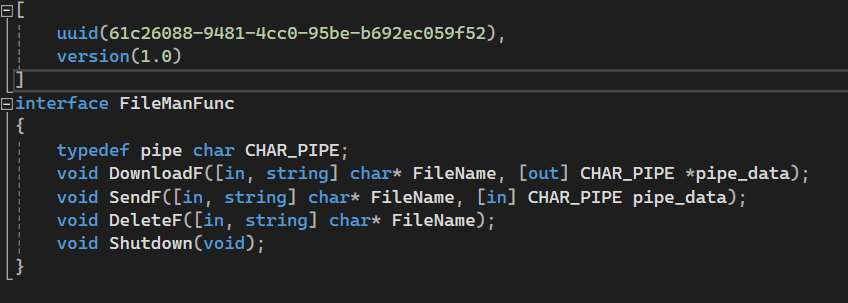 [
uuid(61c26088-9481-4cc0-95be-b692ec059f52),
version(1.0)
]
interface FileManFunc
{
typedef pipe char CHAR_PIPE;
void DownloadF([in, string] char* FileName, [out] CHAR_PIPE *pipe_data);
void SendF([in, string] char* FileName, [in] CHAR_PIPE pipe_data);
void DeleteF([in, string] char* FileName);
void Shutdown(void);
}